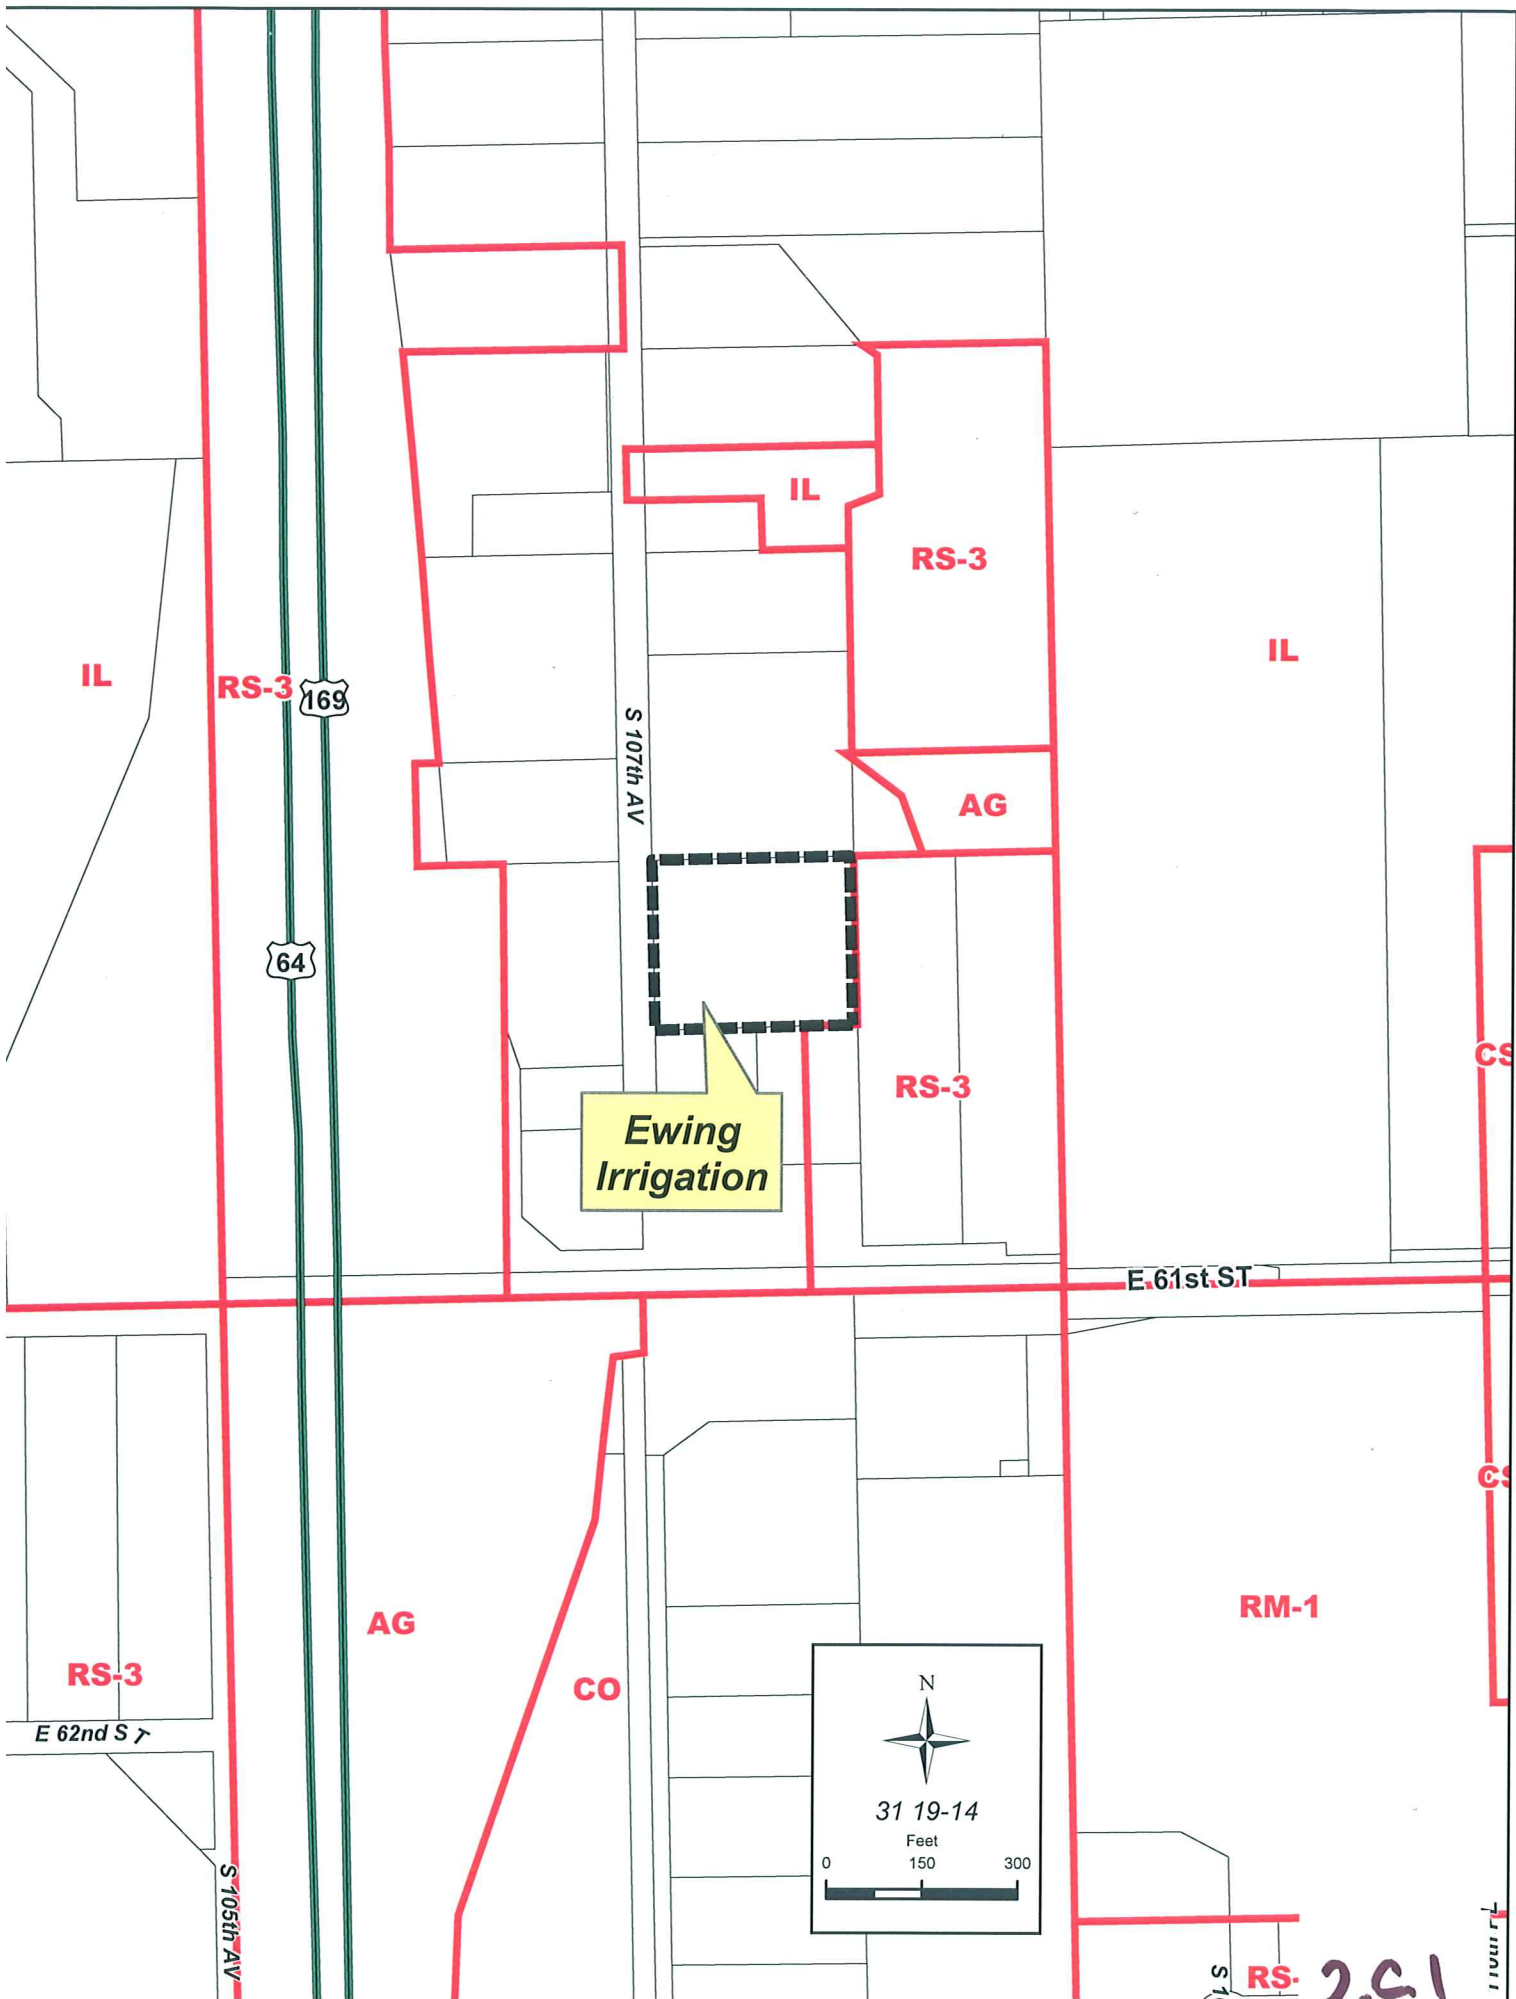 IL
RS-3
IL
RS-3
169
IL
S 107th AV
AG
64
CS
RS-3
Ewing
Irrigation
E 61st ST
CS
RM-1
AG
RS-3
CO
E 62nd ST
N
31 19-14
Feet
0 150 300
S 105th AV
RS-